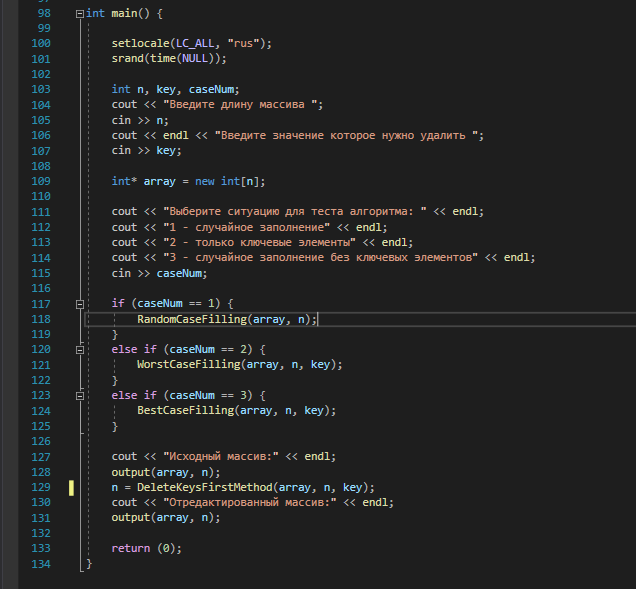 98 int main() {
99
100 setlocale(LC_ALL, "rus");
101 srand(time(NULL));
102
103 int n, key, caseNum;
104 cout << "Введите длину массива ";
105 cin >> n;
106 cout << endl << "Введите значение которое нужно удалить ";
107 cin >> key;
108
109 int* array = new int[n];
110
111 cout << "Выберите ситуацию для теста алгоритма: " << endl;
112 cout << "1 - случайное заполнение" << endl;
113 cout << "2 - только ключевые элементы" << endl;
114 cout << "3 - случайное заполнение без ключевых элементов" << endl;
115 cin >> caseNum;
116
117 if (caseNum == 1) {
118 RandomCaseFilling(array, n);
119 }
120 else if (caseNum == 2) {
121 WorstCaseFilling(array, n, key);
122 }
123 else if (caseNum == 3) {
124 BestCaseFilling(array, n, key);
125 }
126
127 cout << "Исходный массив:" << endl;
128 output(array, n);
129 n = DeleteKeysFirstMethod(array, n, key);
130 cout << "Отредактированный массив:" << endl;
131 output(array, n);
132
133 return (0);
134 }